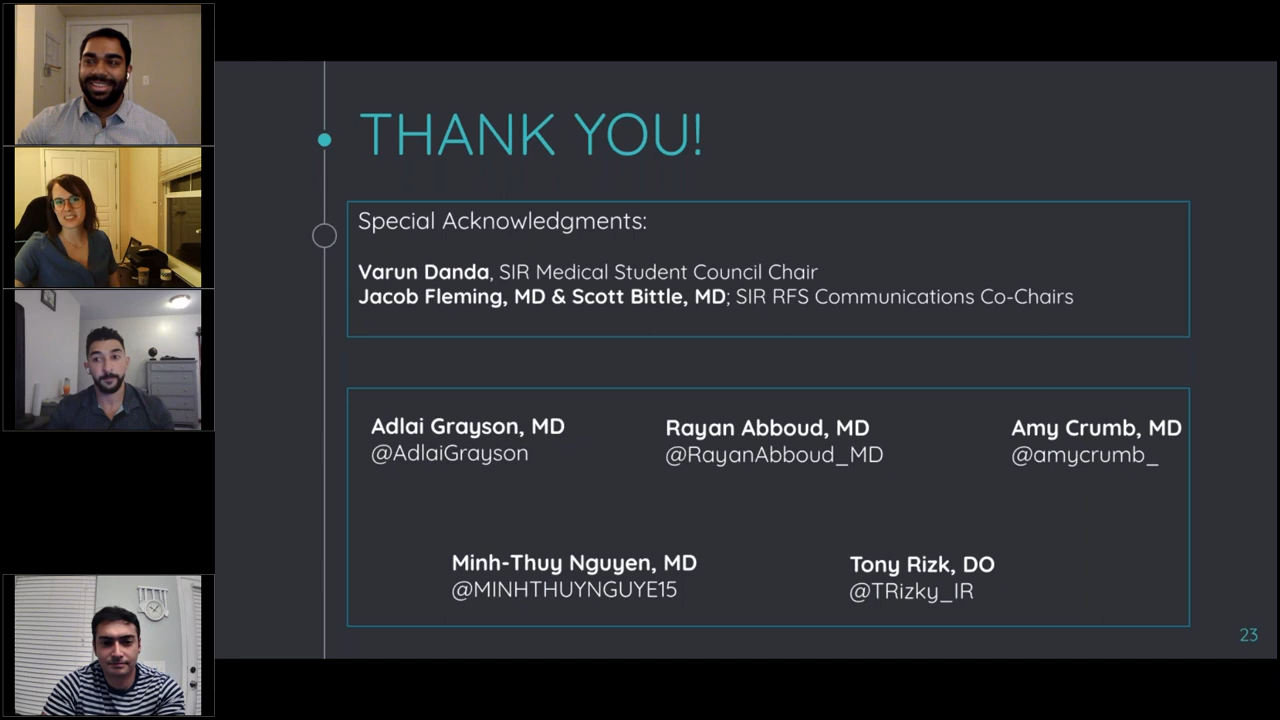 THANK YOU!
Special Acknowledgments:
Varun Danda, SIR Medical Student Council Chair
Jacob Fleming, MD & Scott Bittle, MD; SIR RFS Communications Co-Chairs
Adlai Grayson, MD
@AdlaiGrayson
Rayan Abboud, MD
@RayanAbboud_MD
Amy Crumb, MD
@amycrumb_
Minh-Thuy Nguyen, MD
@MINHTHUYNGUYE15
Tony Rizk, DO
@TRizky_IR
23